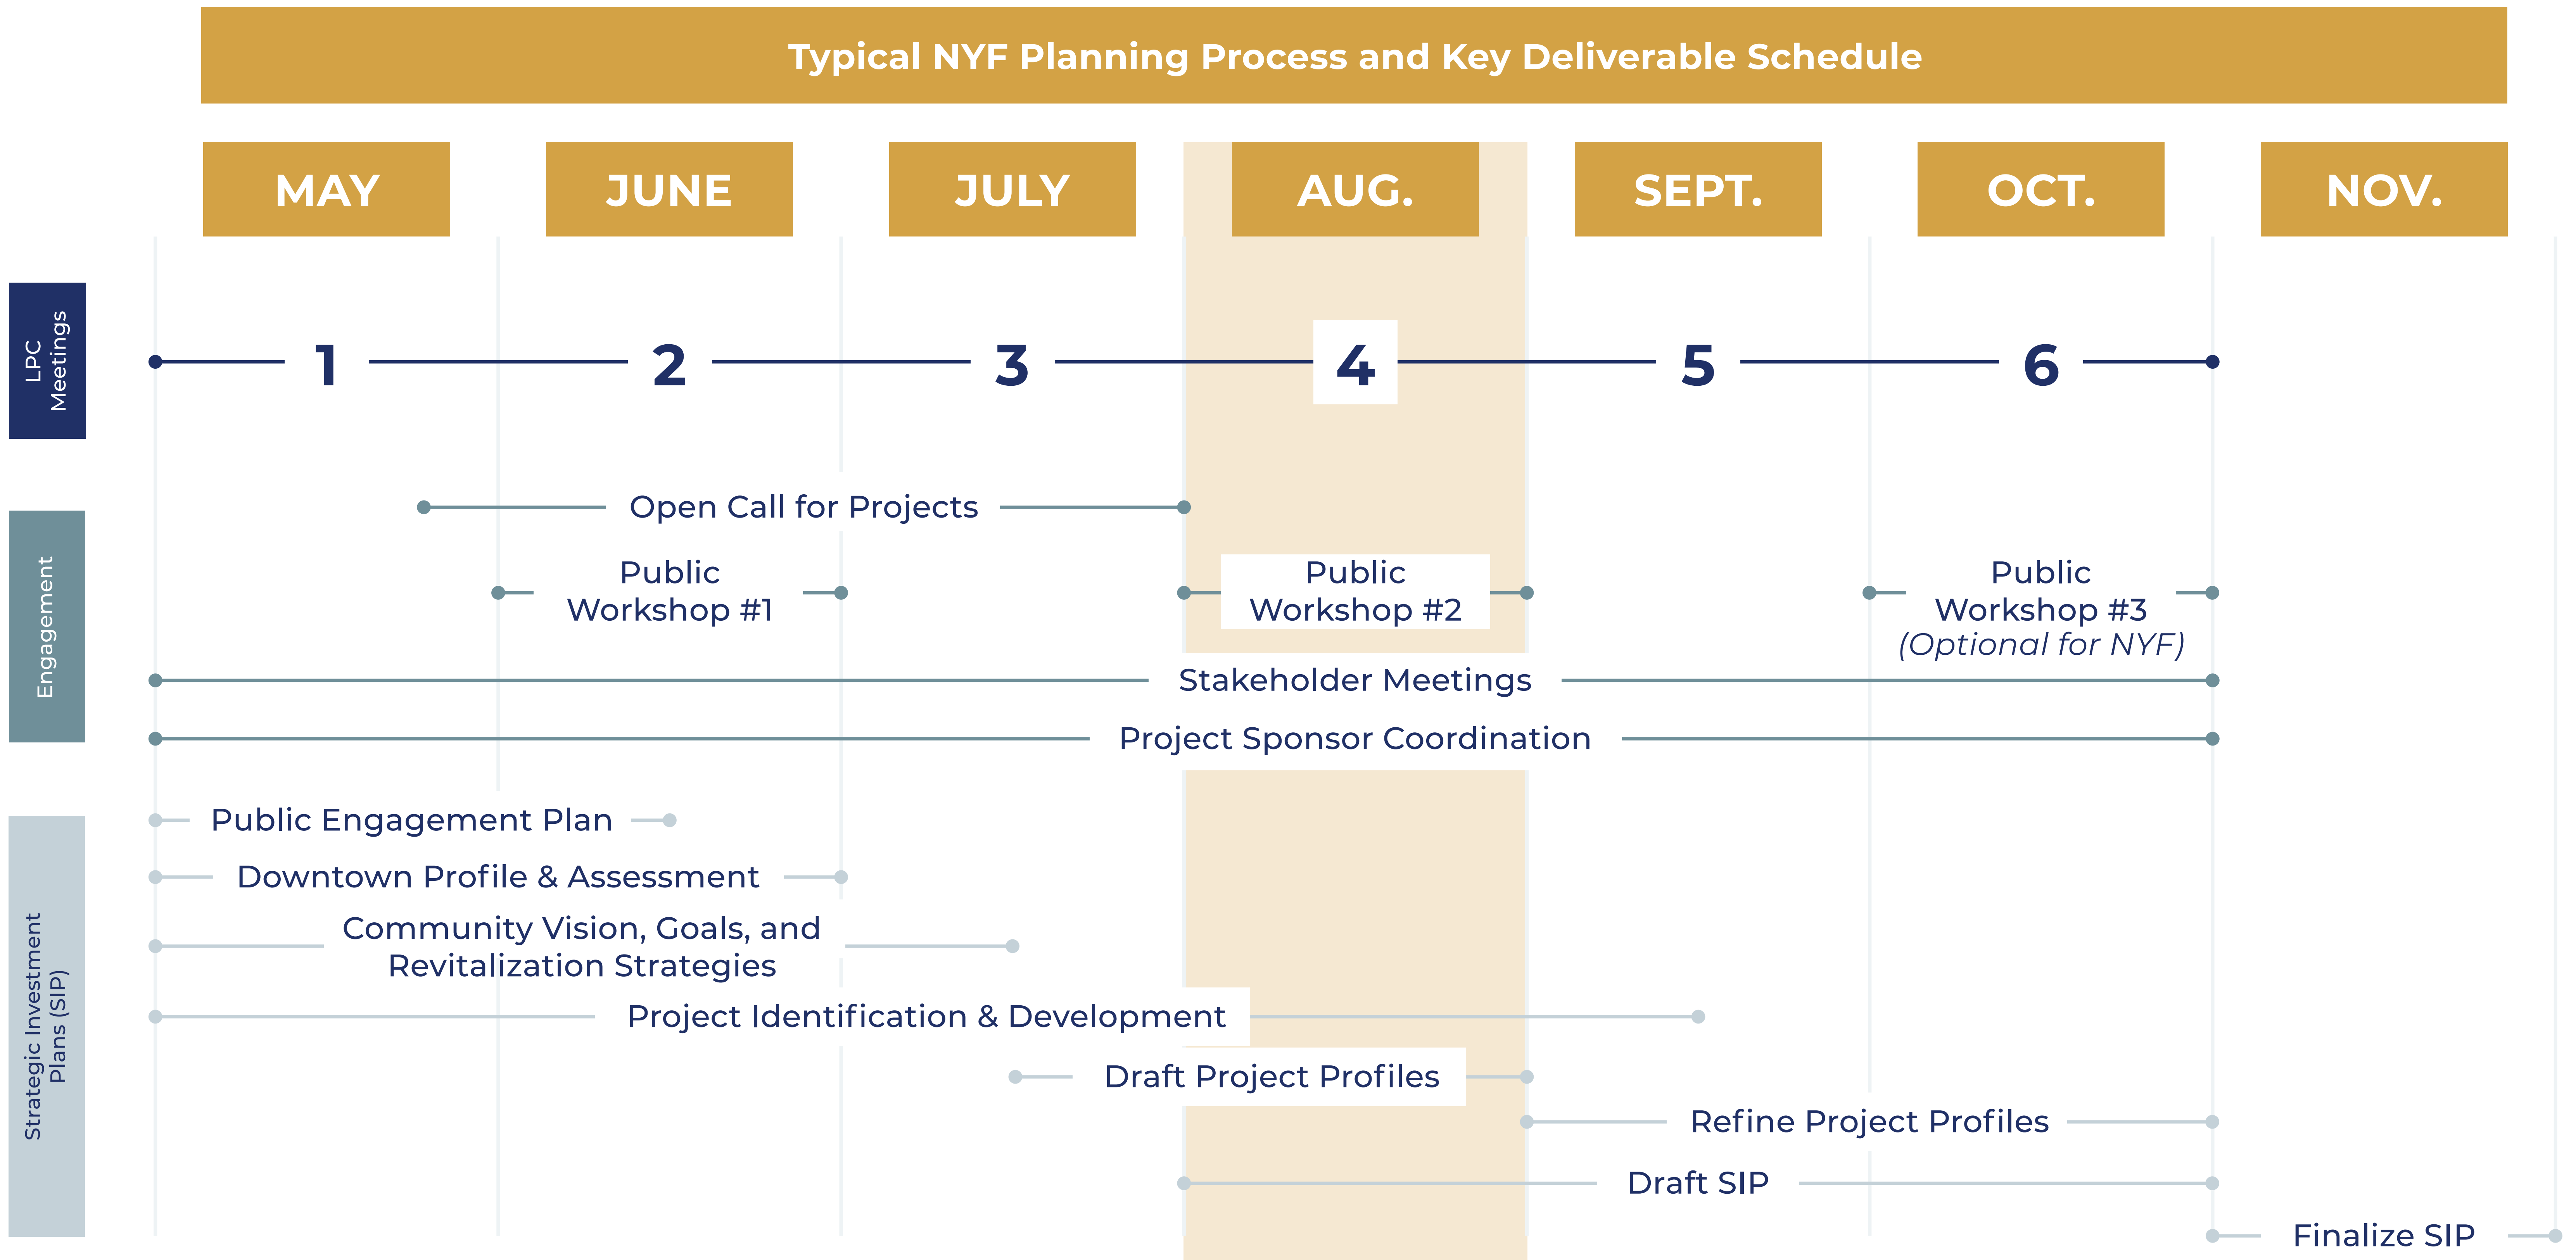 Typical NYF Planning Process and Key Deliverable Schedule
MAY
JUNE
JULY
AUG.
SEPT.
OCT.
NOV.
LPC
Meetings
1
2
3
4
5
6
Engagement
Open Call for Projects
Public
Workshop #1
Public
Workshop #2
Public
Workshop #3
(Optional for NYF)
Stakeholder Meetings
Project Sponsor Coordination
Strategic Investment
Plans (SIP)
Public Engagement Plan
Downtown Profile & Assessment
Community Vision, Goals, and
Revitalization Strategies
Project Identification & Development
Draft Project Profiles
Refine Project Profiles
Draft SIP
Finalize SIP